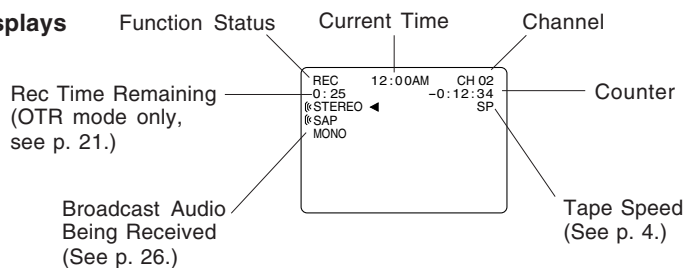 splays
Function Status
Current Time
Channel
REC 12:00AM CH 02
0:25 -0:12:34
STEREO ◄ SP
SAP
MONO
Rec Time Remaining
(OTR mode only,
see p. 21.)
Counter
Broadcast Audio
Being Received
(See p. 26.)
Tape Speed
(See p. 4.)